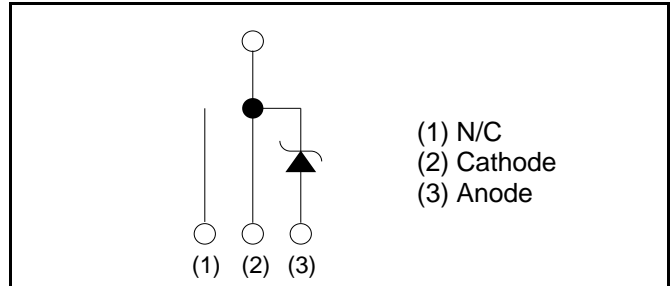 (1) N/C
(2) Cathode
(3) Anode
(1) (2) (3)